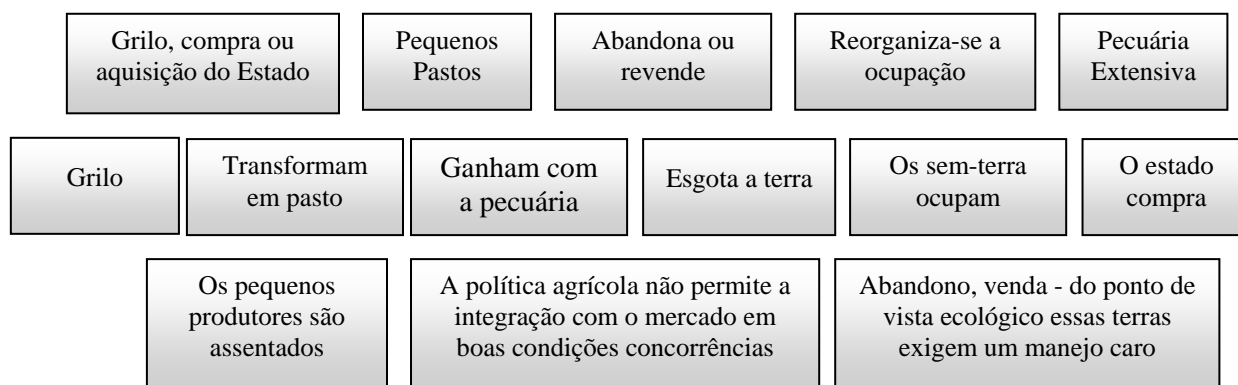 Grilo, compra ou
aquisição do Estado
Pequenos
Pastos
Abandona ou
revende
Reorganiza-se a
ocupação
Pecuária
Extensiva
Grilo
Transformam
em pasto
Ganham com
a pecuária
Esgota a terra
Os sem-terra
ocupam
O estado
compra
Os pequenos
produtores são
assentados
A política agrícola não permite a
integração com o mercado em
boas condições concorrências
Abandono, venda - do ponto de
vista ecológico essas terras
exigem um manejo caro